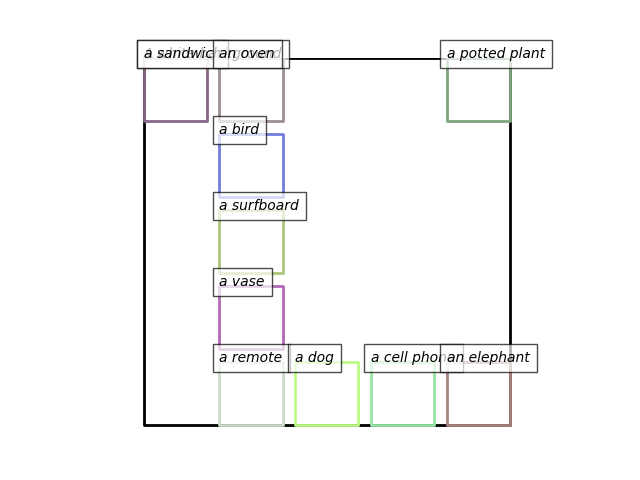 a sandwich
an oven
a potted plant
a bird
a surfboard
a vase
a remote
a dog
a cell phone
an elephant